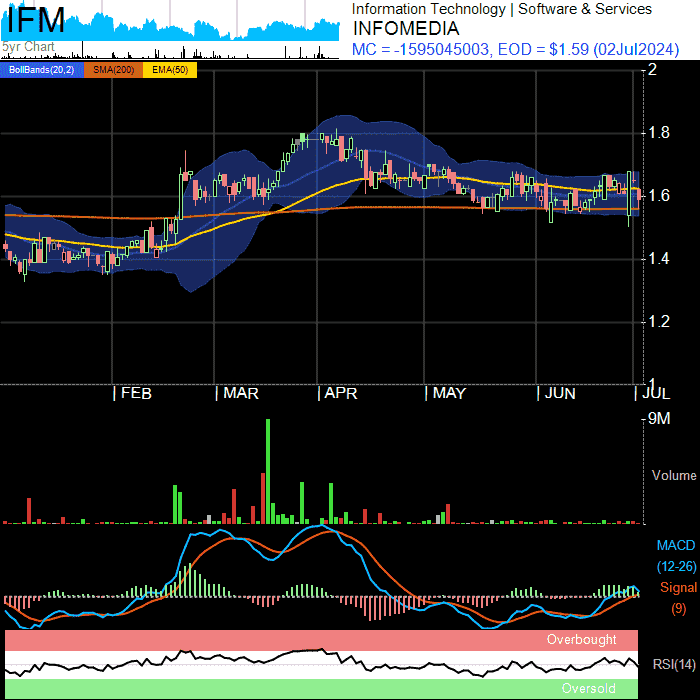 IFM
5yr Chart
Information Technology | Software & Services
INFOMEDIA
MC = -1595045003, EOD = $1.59 (02Jul2024)
BollBands(20,2) SMA(200) EMA(50)
2
1.8
1.6
1.4
1.2
1
FEB MAR APR MAY JUN JUL
9M
Volume
MACD
(12-26)
Signal
(9)
Overbought
RSI(14)
Oversold